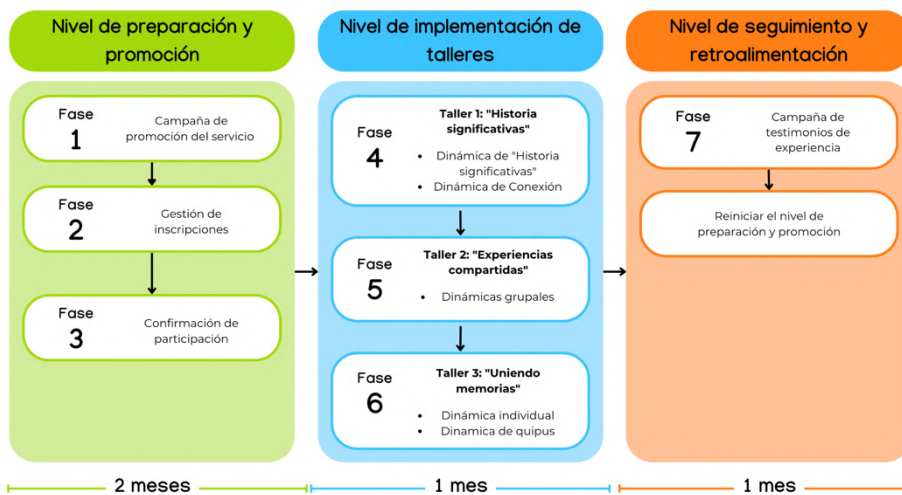 Nivel de preparación y
promoción
Fase
1
Campaña de
promoción del servicio
Fase
2
Gestión de
inscripciones
Fase
3
Confirmación de
participación
Nivel de implementación de
talleres
Fase
4
Taller 1: "Historia
significativas"
• Dinámica de "Historia
significativas"
• Dinámica de Conexión
Fase
5
Taller 2: "Experiencias
compartidas"
• Dinámicas grupales
Fase
6
Taller 3: "Uniendo
memorias"
• Dinámica individual
• Dinamica de quipus
Nivel de seguimiento y
retroalimentación
Fase
7
Campaña de
testimonios de
experiencia
Reiniciar el nivel de
preparación y promoción
2 meses
1 mes
1 mes